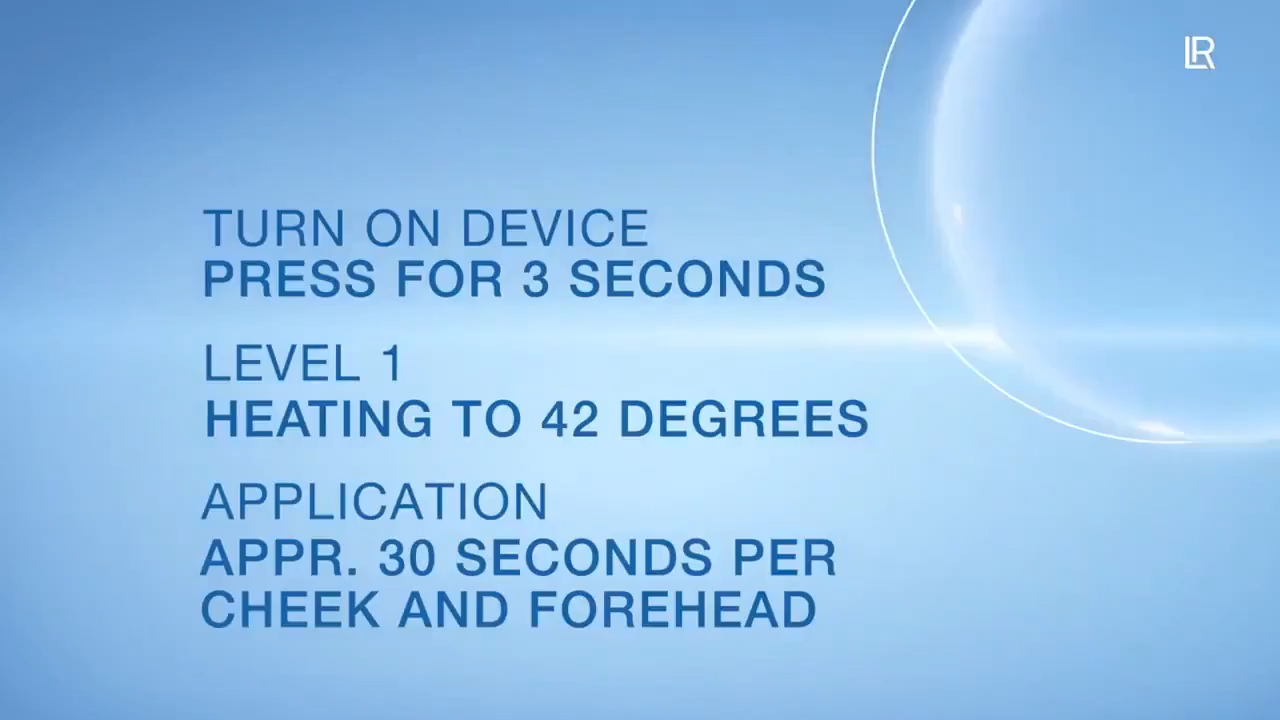 LR
TURN ON DEVICE
PRESS FOR 3 SECONDS
LEVEL 1
HEATING TO 42 DEGREES
APPLICATION
APPR. 30 SECONDS PER
CHEEK AND FOREHEAD